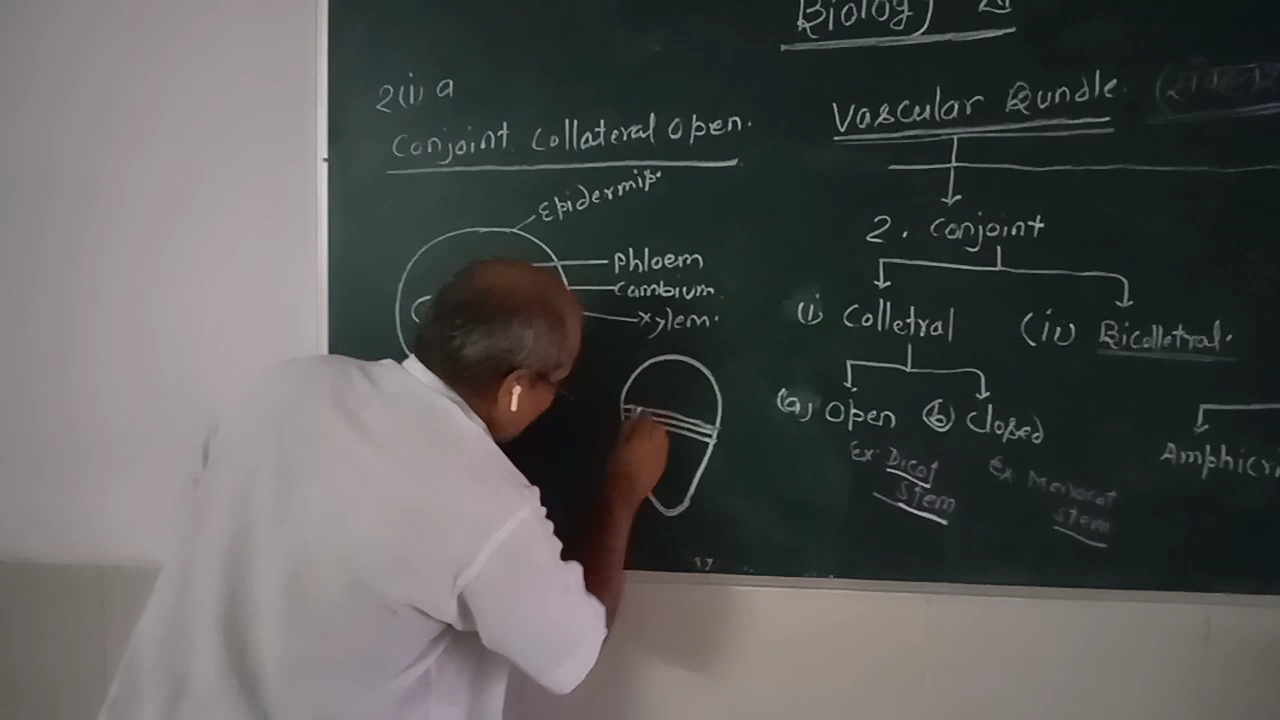 Biology
2(i) a
Conjoint Collateral Open.
Vascular Bundle.
Epidermis.
Phloem
Cambium
Xylem.
2. Conjoint
(i) Colletral
(ii) Bicolletral.
(a) Open
(b) Closed
Ex. Dicot
Stem
Ex Monocot
Stem